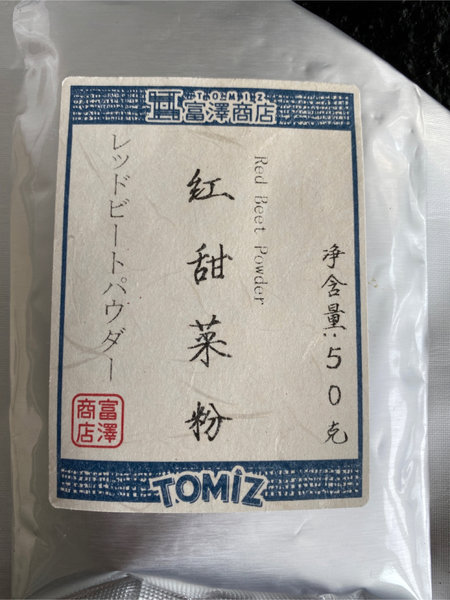 TOMIZ
富澤商店
净含量:50克
Red Beet Powder
红甜菜粉
レッドビートパウダー
富澤
商店
TOMIZ